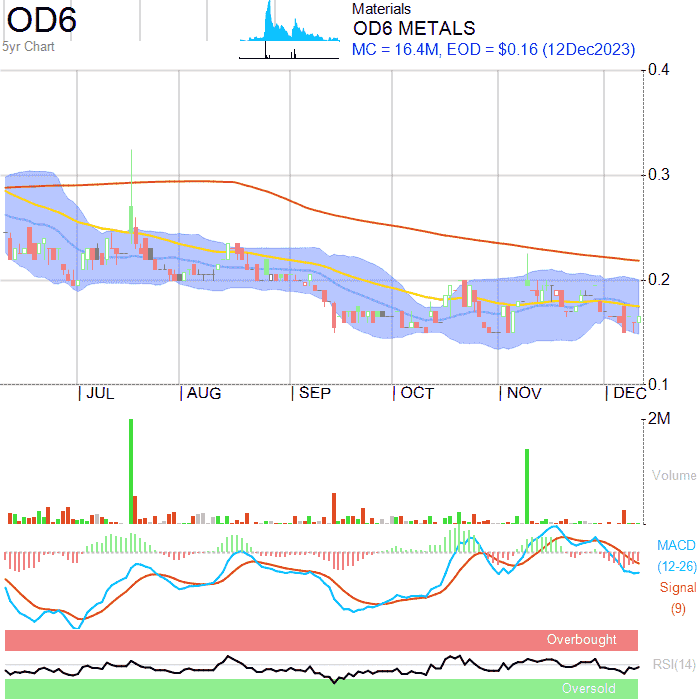 OD6
5yr Chart
Materials
OD6 METALS
MC = 16.4M, EOD = $0.16 (12Dec2023)
0.4
0.3
0.2
0.1
JUL
AUG
SEP
OCT
NOV
DEC
2M
Volume
MACD
(12-26)
Signal
(9)
Overbought
RSI(14)
Oversold